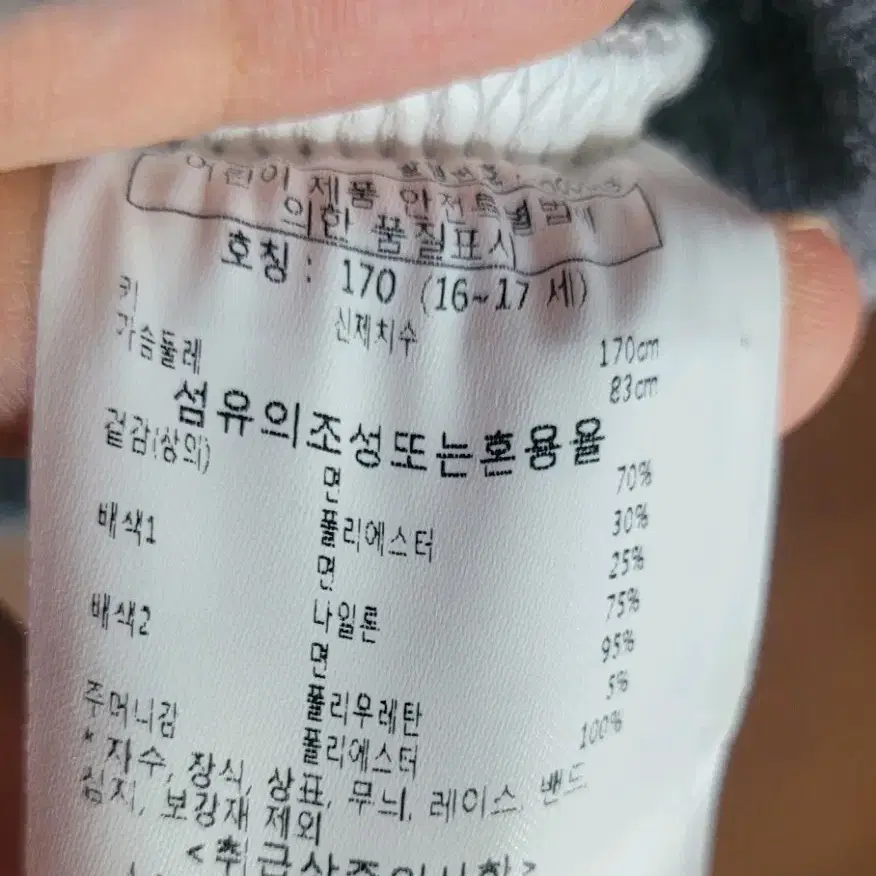 어린이 제품 안전특별법에
의한 품질표시
호칭 : 170 (16~17 세)
신체치수
키 170cm
가슴둘레 83cm
섬유의조성또는혼용율
겉감(상의) 면 70%
폴리에스터 30%
배색1 면 25%
나일론 75%
배색2 면 95%
폴리우레탄 5%
주머니감 폴리에스터 100%
* 자수, 장식, 상표, 무늬, 레이스, 밴드
심지, 보강재 제외